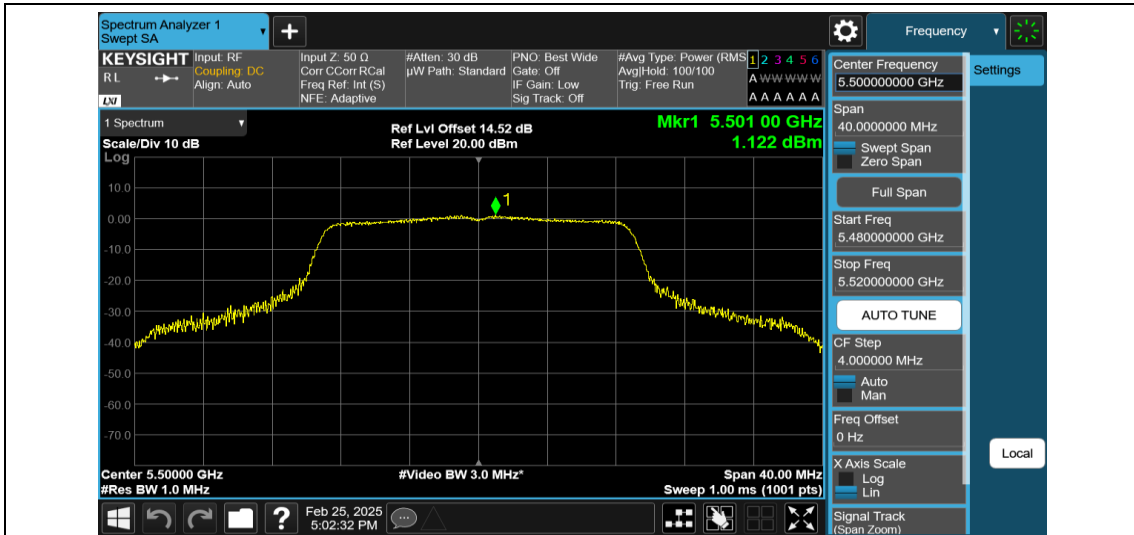 Spectrum Analyzer 1
Swept SA
+
Frequency
KEYSIGHT
R L
LXI
Input: RF
Coupling: DC
Align: Auto
Input Z: 50 Ω
Corr CCorr RCal
Freq Ref: Int (S)
NFE: Adaptive
#Atten: 30 dB
µW Path: Standard
PNO: Best Wide
Gate: Off
IF Gain: Low
Sig Track: Off
#Avg Type: Power (RMS
Avg|Hold: 100/100
Trig: Free Run
1 2 3 4 5 6
A W W W W W
A A A A A A
1 Spectrum
Scale/Div 10 dB
Ref Lvl Offset 14.52 dB
Ref Level 20.00 dBm
Mkr1 5.501 00 GHz
1.122 dBm
Log
10.0
0.00
-10.0
-20.0
-30.0
-40.0
-50.0
-60.0
-70.0
1
Center 5.50000 GHz
#Res BW 1.0 MHz
#Video BW 3.0 MHz*
Span 40.00 MHz
Sweep 1.00 ms (1001 pts)
Center Frequency
5.500000000 GHz
Span
40.0000000 MHz
Swept Span
Zero Span
Full Span
Start Freq
5.480000000 GHz
Stop Freq
5.520000000 GHz
AUTO TUNE
CF Step
4.000000 MHz
Auto
Man
Freq Offset
0 Hz
X Axis Scale
Log
Lin
Signal Track
(Span Zoom)
Settings
Local
?
Feb 25, 2025
5:02:32 PM